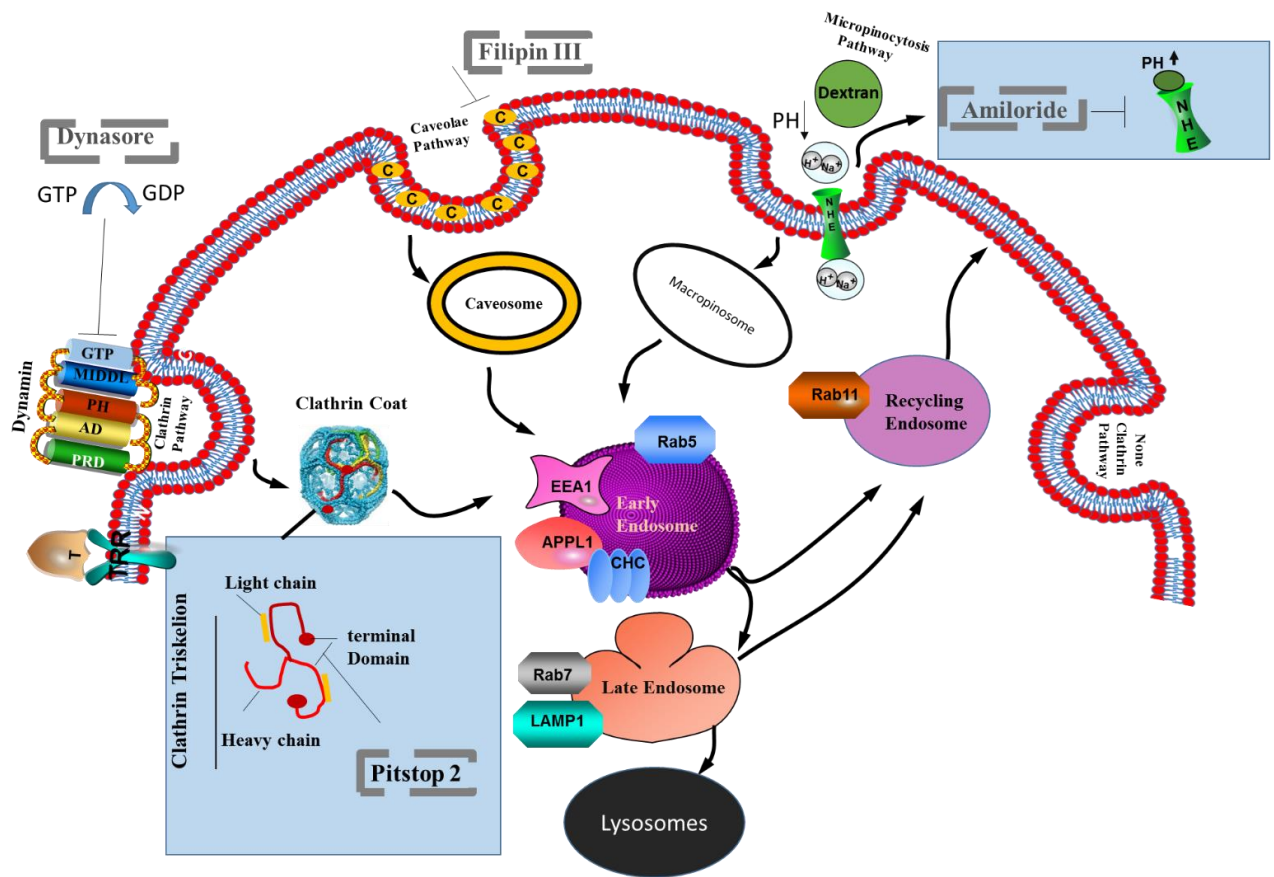 Filipin III
Micropinocytosis
Pathway
Dextran
PH
H⁺
Na⁺
PH
Amiloride
NHE
Dynasore
GTP
GDP
Caveolae
Pathway
C
C
C
C
C
C
C
NHE
H⁺
Na⁺
Caveosome
Macropinosome
Dynamin
GTP
MIDDL
PH
AD
PRD
Clathrin
Pathway
Clathrin Coat
Rab11
Recycling
Endosome
None
Clathrin
Pathway
Rab5
EEA1
Early
Endosome
APPL1
CHC
T
TRR
Clathrin Triskelion
Light chain
terminal
Domain
Heavy chain
Pitstop 2
Rab7
Late Endosome
LAMP1
Lysosomes